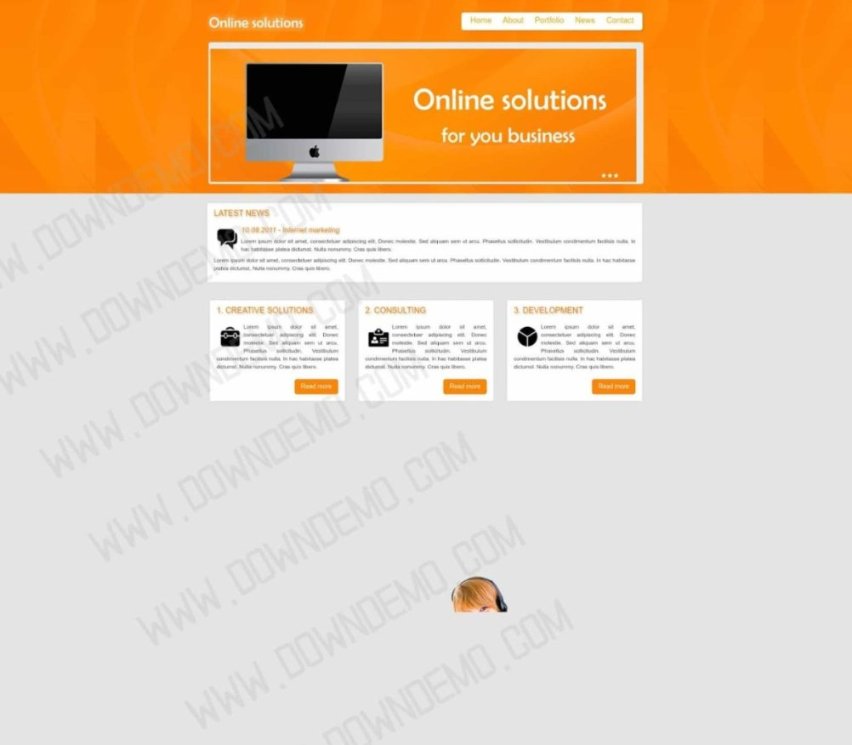 Online solutions
Home About Portfolio News Contact
Online solutions
for you business
LATEST NEWS
10.08.2011 - Internet marketing
Lorem ipsum dolor sit amet, consectetuer adipiscing elit. Donec molestie. Sed aliquam sem ut arcu. Phasellus sollicitudin. Vestibulum condimentum facilisis nulla. In
hac habitasse platea dictumst. Nulla nonummy. Cras quis libero.
Lorem ipsum dolor sit amet, consectetuer adipiscing elit. Donec molestie. Sed aliquam sem ut arcu. Phasellus sollicitudin. Vestibulum condimentum facilisis nulla. In hac habitasse
platea dictumst. Nulla nonummy. Cras quis libero.
1. CREATIVE SOLUTIONS
Lorem ipsum dolor sit amet,
consectetuer adipiscing elit. Donec
molestie. Sed aliquam sem ut arcu.
Phasellus sollicitudin. Vestibulum
condimentum facilisis nulla. In hac habitasse platea
dictumst. Nulla nonummy. Cras quis libero.
Read more
2. CONSULTING
Lorem ipsum dolor sit amet,
consectetuer adipiscing elit. Donec
molestie. Sed aliquam sem ut arcu.
Phasellus sollicitudin. Vestibulum
condimentum facilisis nulla. In hac habitasse platea
dictumst. Nulla nonummy. Cras quis libero.
Read more
3. DEVELOPMENT
Lorem ipsum dolor sit amet,
consectetuer adipiscing elit. Donec
molestie. Sed aliquam sem ut arcu.
Phasellus sollicitudin. Vestibulum
condimentum facilisis nulla. In hac habitasse platea
dictumst. Nulla nonummy. Cras quis libero.
Read more
WWW.DOWNDEMO.COM
WWW.DOWNDEMO.COM
WWW.DOWNDEMO.COM
WWW.DOWNDEMO.COM
WWW.DOWNDEMO.COM
WWW.DOWNDEMO.COM